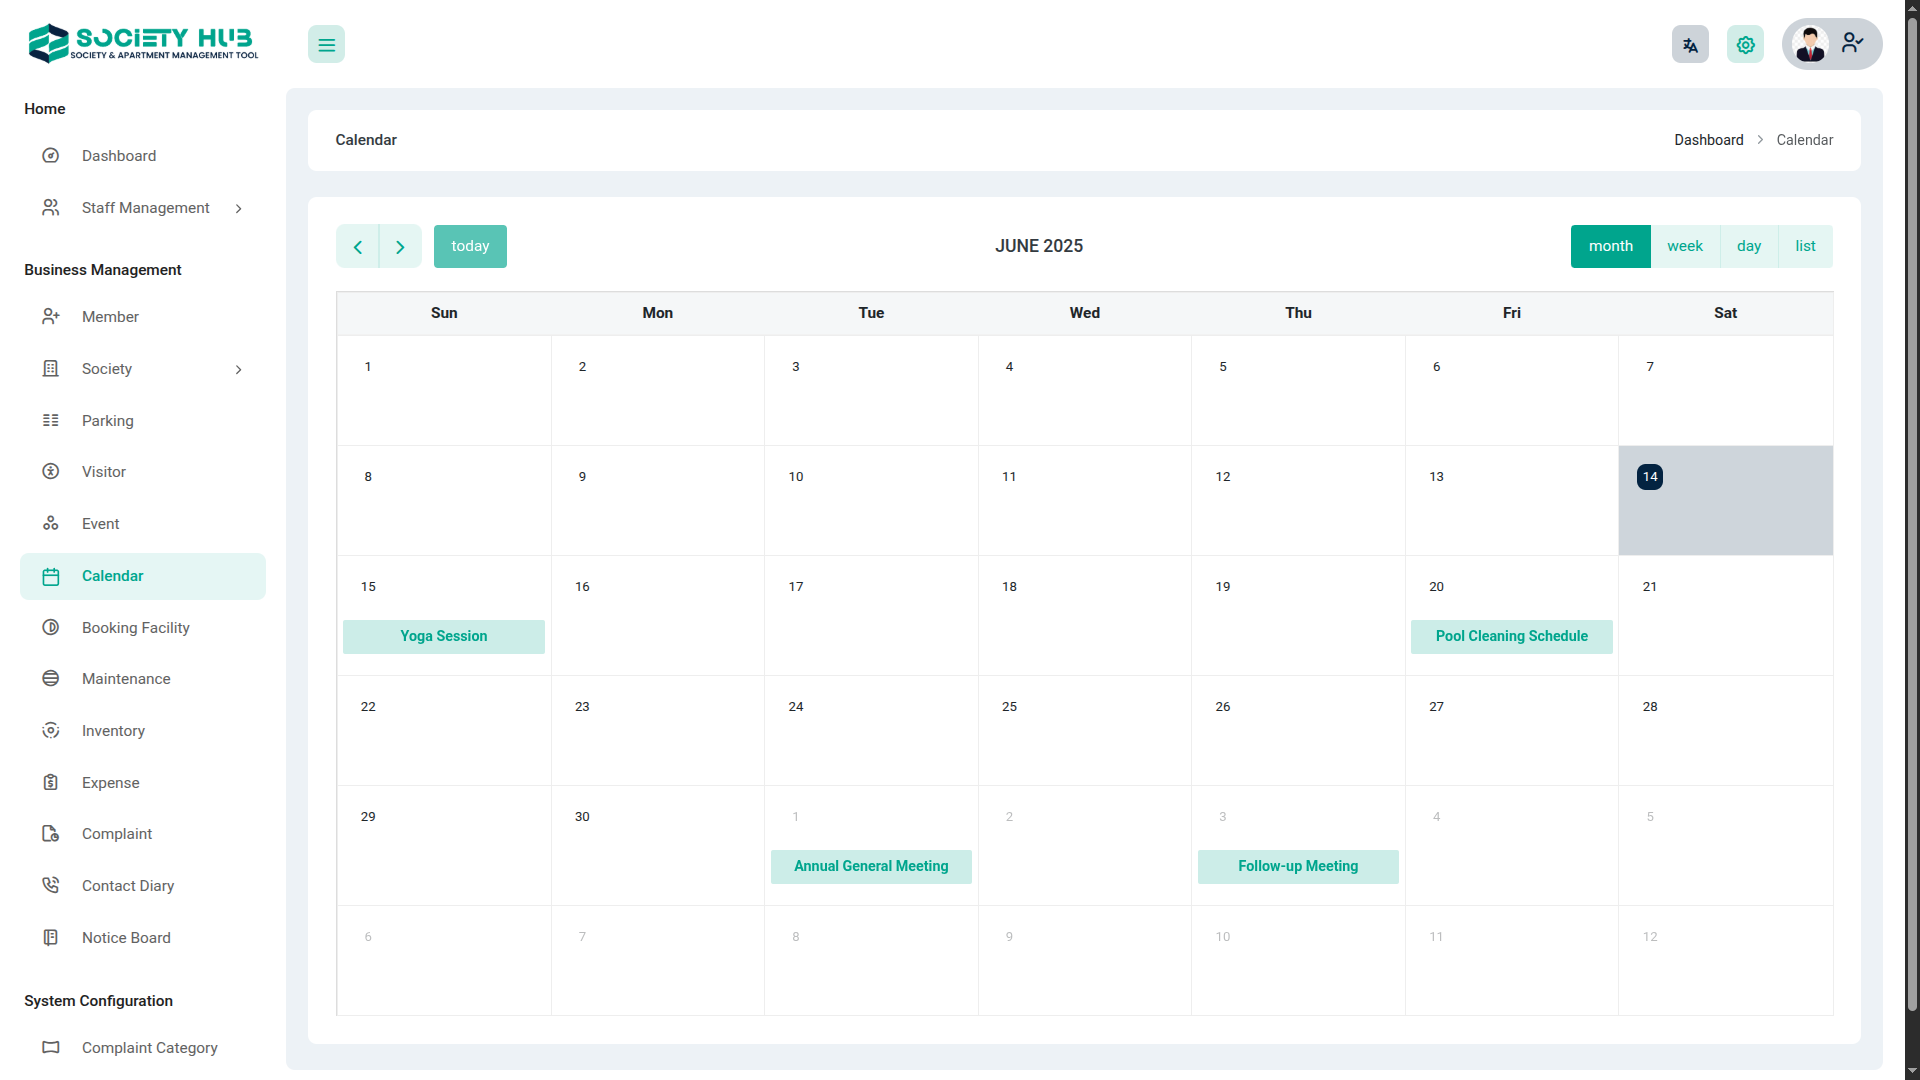 SOCIETY HUB
SOCIETY & APARTMENT MANAGEMENT TOOL
Home
Dashboard
Staff Management
Business Management
Member
Society
Parking
Visitor
Event
Calendar
Booking Facility
Maintenance
Inventory
Expense
Complaint
Contact Diary
Notice Board
System Configuration
Complaint Category
Calendar
Dashboard > Calendar
today
JUNE 2025
month week day list
Sun Mon Tue Wed Thu Fri Sat
1 2 3 4 5 6 7
8 9 10 11 12 13 14
15 16 17 18 19 20 21
Yoga Session Pool Cleaning Schedule
22 23 24 25 26 27 28
29 30 1 2 3 4 5
Annual General Meeting Follow-up Meeting
6 7 8 9 10 11 12